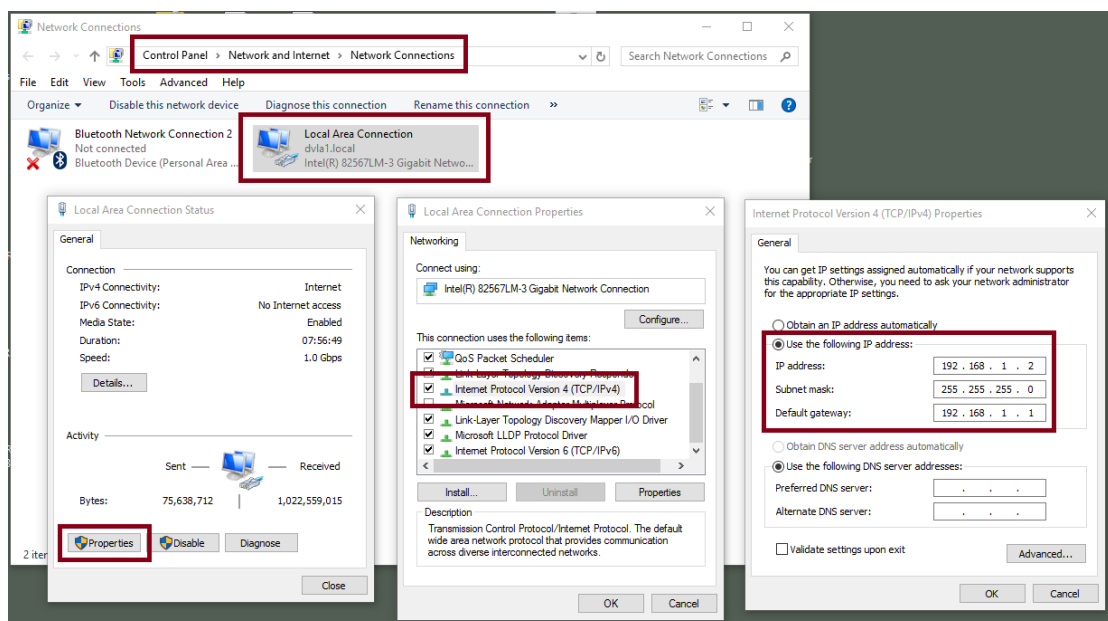 Network Connections
Control Panel > Network and Internet > Network Connections
Search Network Connections
File Edit View Tools Advanced Help
Organize Disable this network device Diagnose this connection Rename this connection »
Bluetooth Network Connection 2
Not connected
Bluetooth Device (Personal Area ...
Local Area Connection
dvla1.local
Intel(R) 82567LM-3 Gigabit Netwo...
2 iter
Local Area Connection Status
General
Connection
IPv4 Connectivity: Internet
IPv6 Connectivity: No Internet access
Media State: Enabled
Duration: 07:56:49
Speed: 1.0 Gbps
Details...
Activity
Sent — — Received
Bytes: 75,638,712 | 1,022,559,015
Properties Disable Diagnose
Close
Local Area Connection Properties
Networking
Connect using:
Intel(R) 82567LM-3 Gigabit Network Connection
Configure...
This connection uses the following items:
QoS Packet Scheduler
Link-Layer Topology Discovery Responder
Internet Protocol Version 4 (TCP/IPv4)
Microsoft Network Adapter Multiplexor Protocol
Link-Layer Topology Discovery Mapper I/O Driver
Microsoft LLDP Protocol Driver
Internet Protocol Version 6 (TCP/IPv6)
Install... Uninstall Properties
Description
Transmission Control Protocol/Internet Protocol. The default
wide area network protocol that provides communication
across diverse interconnected networks.
OK Cancel
Internet Protocol Version 4 (TCP/IPv4) Properties
General
You can get IP settings assigned automatically if your network supports
this capability. Otherwise, you need to ask your network administrator
for the appropriate IP settings.
Obtain an IP address automatically
Use the following IP address:
IP address: 192 . 168 . 1 . 2
Subnet mask: 255 . 255 . 255 . 0
Default gateway: 192 . 168 . 1 . 1
Obtain DNS server address automatically
Use the following DNS server addresses:
Preferred DNS server: . . .
Alternate DNS server: . . .
Validate settings upon exit
Advanced...
OK Cancel